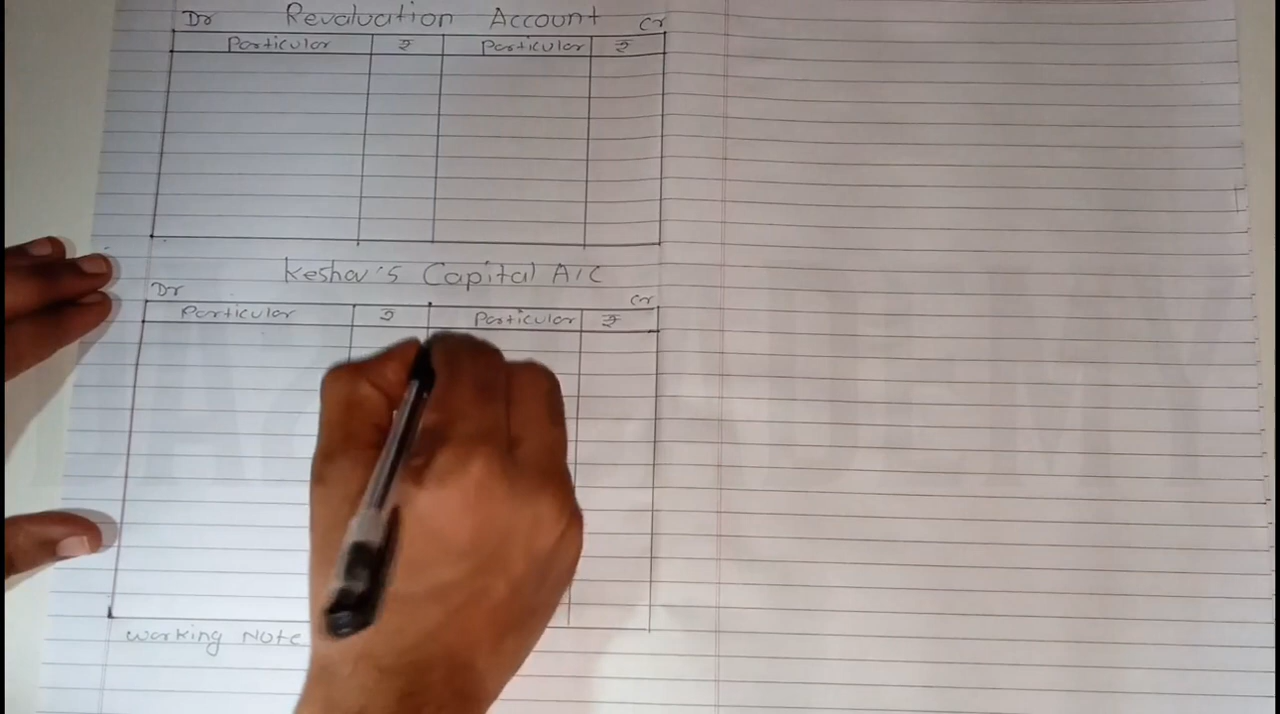 Dr Revaluation Account Cr
Particular ₹ Particular ₹
Keshav's Capital A/C
Dr Cr
Particular ₹ Particular ₹
Working Note